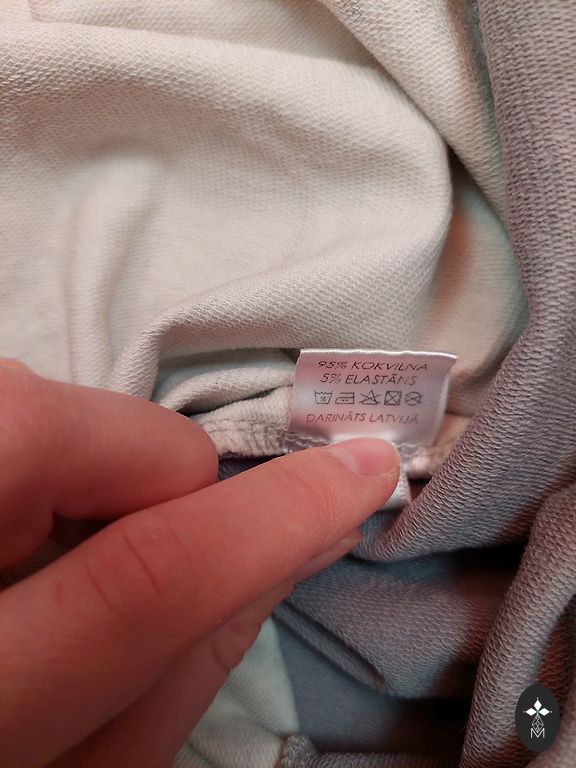 95% KOKVILNA
5% ELASTĀNS
DARINĀTS LATVIJĀ
M